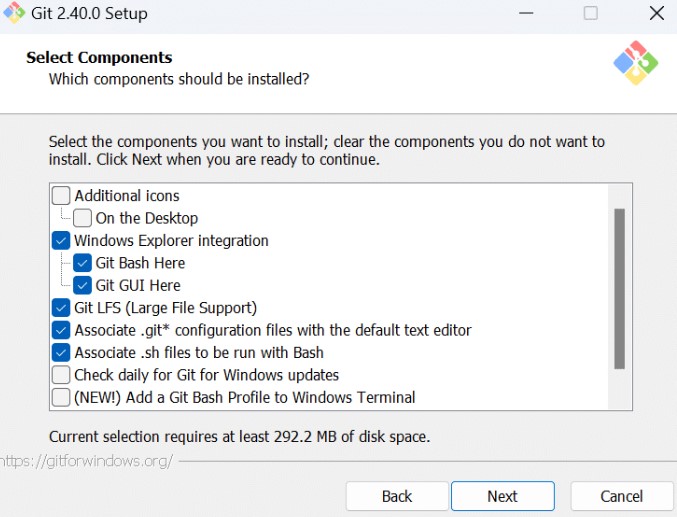 Git 2.40.0 Setup
Select Components
Which components should be installed?
Select the components you want to install; clear the components you do not want to
install. Click Next when you are ready to continue.
Additional icons
On the Desktop
Windows Explorer integration
Git Bash Here
Git GUI Here
Git LFS (Large File Support)
Associate .git* configuration files with the default text editor
Associate .sh files to be run with Bash
Check daily for Git for Windows updates
(NEW!) Add a Git Bash Profile to Windows Terminal
Current selection requires at least 292.2 MB of disk space.
https://gitforwindows.org/
Back
Next
Cancel